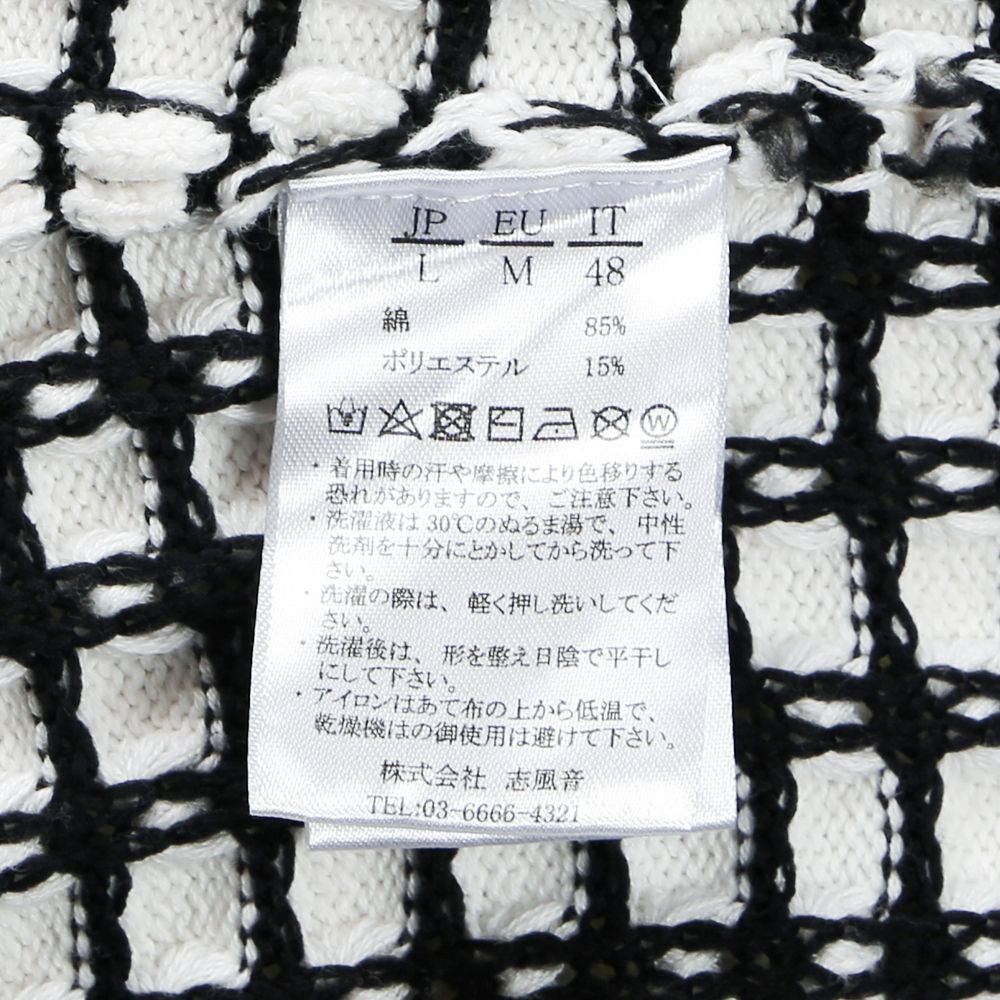 JP EU IT
L M 48
綿 85%
ポリエステル 15%
W
・着用時の汗や摩擦により色移りする
恐れがありますので、ご注意下さい。
・洗濯液は30℃のぬるま湯で、中性
洗剤を十分にとかしてから洗って下
さい。
・洗濯の際は、軽く押し洗いしてくだ
さい。
・洗濯後は、形を整え日陰で平干し
にして下さい。
・アイロンはあて布の上から低温で、
乾燥機はの御使用は避けて下さい。
株式会社 志風音
TEL:03-6666-4321